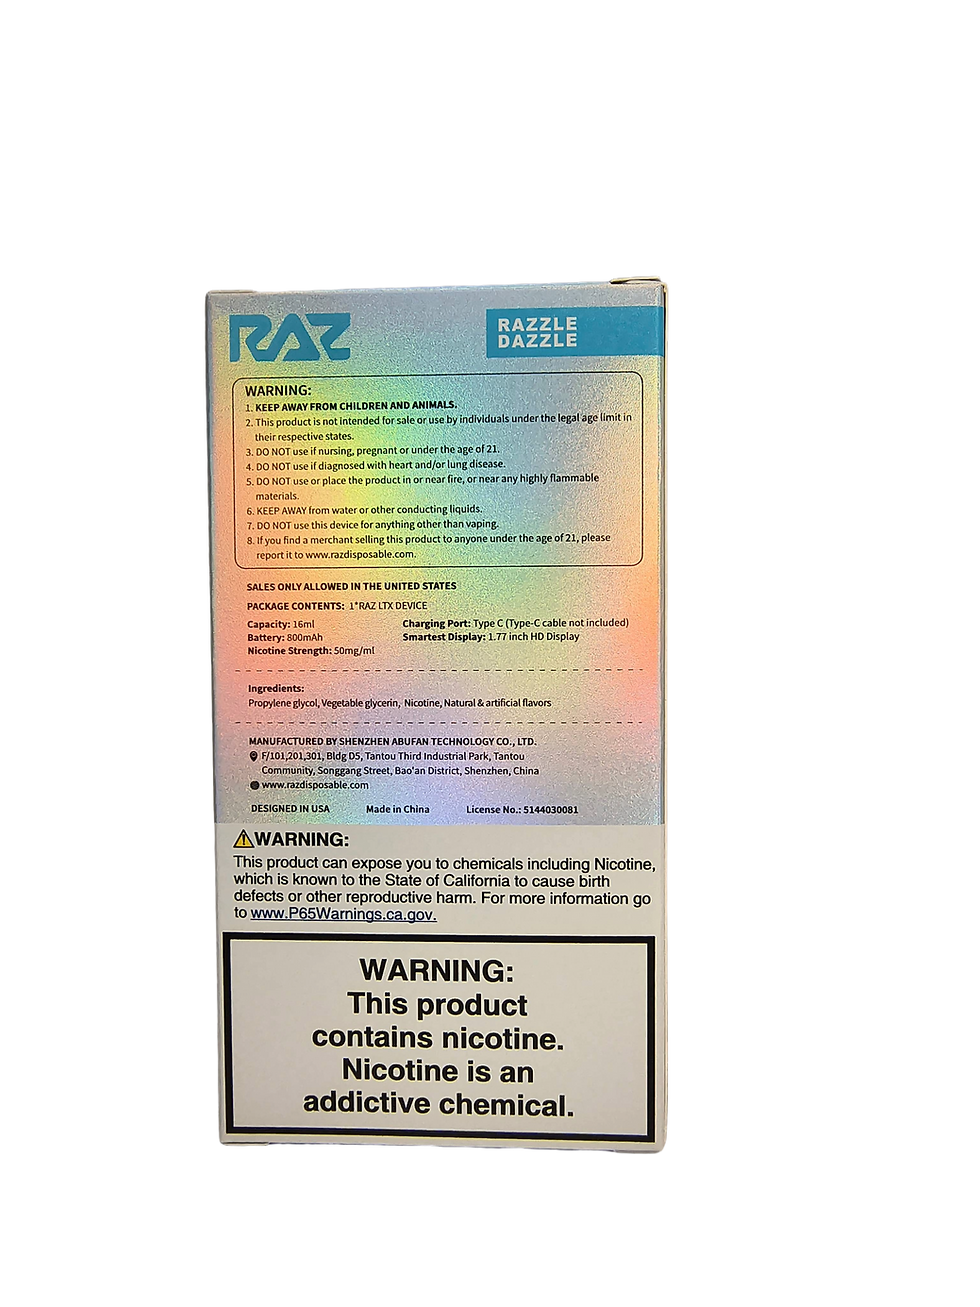 RAZ
RAZZLE
DAZZLE
WARNING:
1. KEEP AWAY FROM CHILDREN AND ANIMALS.
2. This product is not intended for sale or use by individuals under the legal age limit in
their respective states.
3. DO NOT use if nursing, pregnant or under the age of 21.
4. DO NOT use if diagnosed with heart and/or lung disease.
5. DO NOT use or place the product in or near fire, or near any highly flammable
materials.
6. KEEP AWAY from water or other conducting liquids.
7. DO NOT use this device for anything other than vaping.
8. If you find a merchant selling this product to anyone under the age of 21, please
report it to www.razdisposable.com.
SALES ONLY ALLOWED IN THE UNITED STATES
PACKAGE CONTENTS: 1*RAZ LTX DEVICE
Capacity: 16ml Charging Port: Type C (Type-C cable not included)
Battery: 800mAh Smartest Display: 1.77 inch HD Display
Nicotine Strength: 50mg/ml
Ingredients:
Propylene glycol, Vegetable glycerin, Nicotine, Natural & artificial flavors
MANUFACTURED BY SHENZHEN ABUFAN TECHNOLOGY CO., LTD.
F/101,201,301, Bldg D5, Tantou Third Industrial Park, Tantou
Community, Songgang Street, Bao'an District, Shenzhen, China
www.razdisposable.com
DESIGNED IN USA Made in China License No.: 5144030081
WARNING:
This product can expose you to chemicals including Nicotine,
which is known to the State of California to cause birth
defects or other reproductive harm. For more information go
to www.P65Warnings.ca.gov.
WARNING:
This product
contains nicotine.
Nicotine is an
addictive chemical.